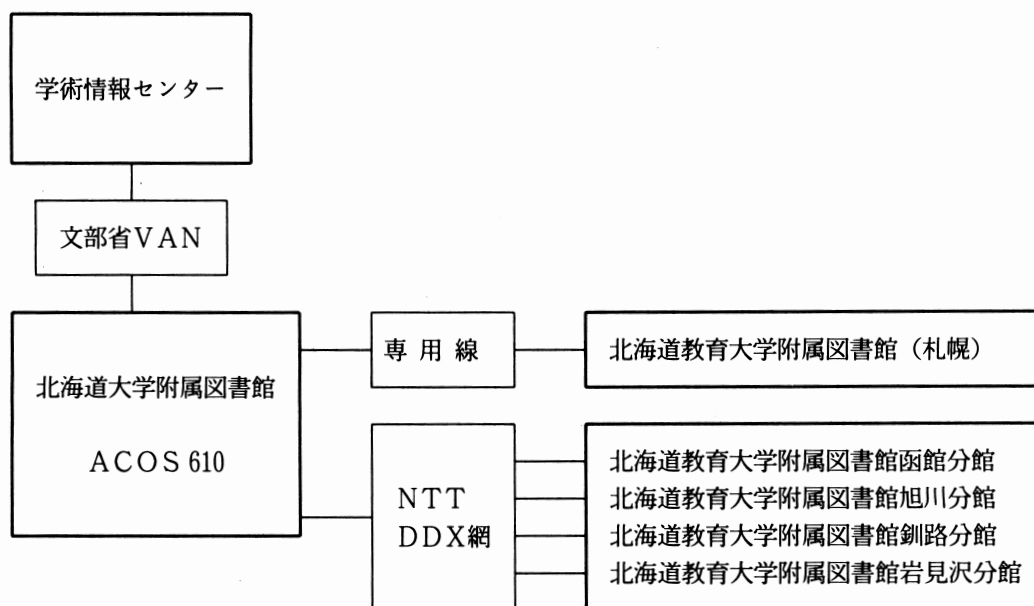 学術情報センター
文部省VAN
北海道大学附属図書館
ACOS 610
専用線
北海道教育大学附属図書館（札幌）
NTT
DDX網
北海道教育大学附属図書館函館分館
北海道教育大学附属図書館旭川分館
北海道教育大学附属図書館釧路分館
北海道教育大学附属図書館岩見沢分館